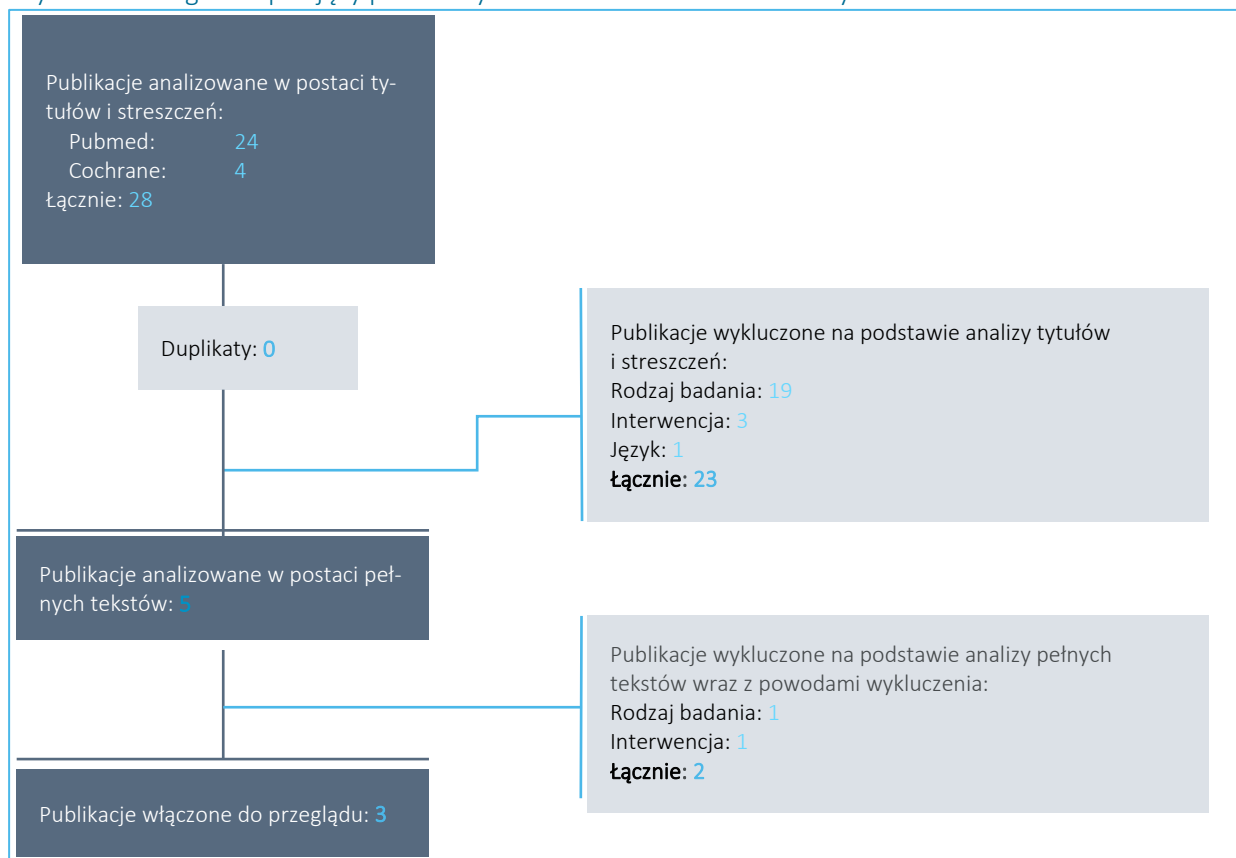 Publikacje analizowane w postaci ty-
tułów i streszczeń:
Pubmed: 24
Cochrane: 4
Łącznie: 28
Duplikaty: 0
Publikacje wykluczone na podstawie analizy tytułów
i streszczeń:
Rodzaj badania: 19
Interwencja: 3
Język: 1
Łącznie: 23
Publikacje analizowane w postaci peł-
nych tekstów: 5
Publikacje wykluczone na podstawie analizy pełnych
tekstów wraz z powodami wykluczenia:
Rodzaj badania: 1
Interwencja: 1
Łącznie: 2
Publikacje włączone do przeglądu: 3